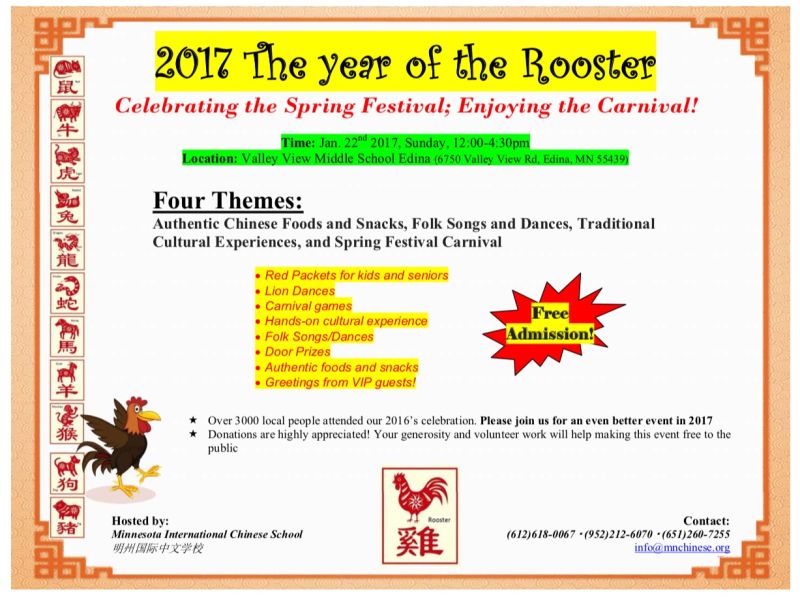 2017 The year of the Rooster
Celebrating the Spring Festival; Enjoying the Carnival!
Time: Jan. 22nd 2017, Sunday, 12:00-4:30pm
Location: Valley View Middle School Edina (6750 Valley View Rd, Edina, MN 55439)
Four Themes:
Authentic Chinese Foods and Snacks, Folk Songs and Dances, Traditional
Cultural Experiences, and Spring Festival Carnival
• Red Packets for kids and seniors
• Lion Dances
• Carnival games
• Hands-on cultural experience
• Folk Songs/Dances
• Door Prizes
• Authentic foods and snacks
• Greetings from VIP guests!
Free
Admission!
★ Over 3000 local people attended our 2016's celebration. Please join us for an even better event in 2017
★ Donations are highly appreciated! Your generosity and volunteer work will help making this event free to the
public
鼠
牛
虎
兔
龍
蛇
馬
羊
猴
狗
豬
Rooster
雞
Hosted by:
Minnesota International Chinese School
明州国际中文学校
Contact:
(612)618-0067・(952)212-6070・(651)260-7255
info@mnchinese.org